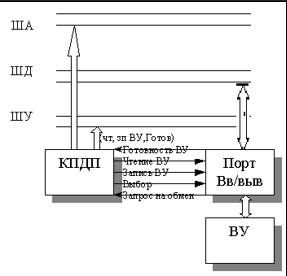 ША
ШД
ШУ
(чт, зп ВУ,Готов)
Готовность ВУ
КПДП
Чтение ВУ
Запись ВУ
Выбор
Запрос на обмен
Порт
Вв/выв
ВУ